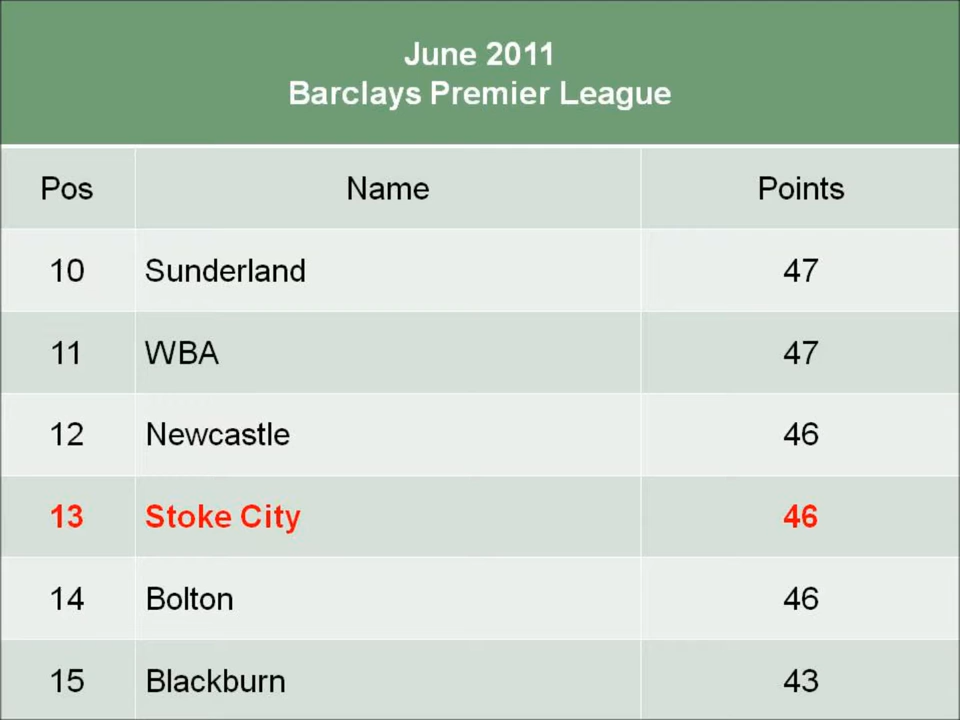 June 2011
Barclays Premier League
Pos Name Points
10 Sunderland 47
11 WBA 47
12 Newcastle 46
13 Stoke City 46
14 Bolton 46
15 Blackburn 43